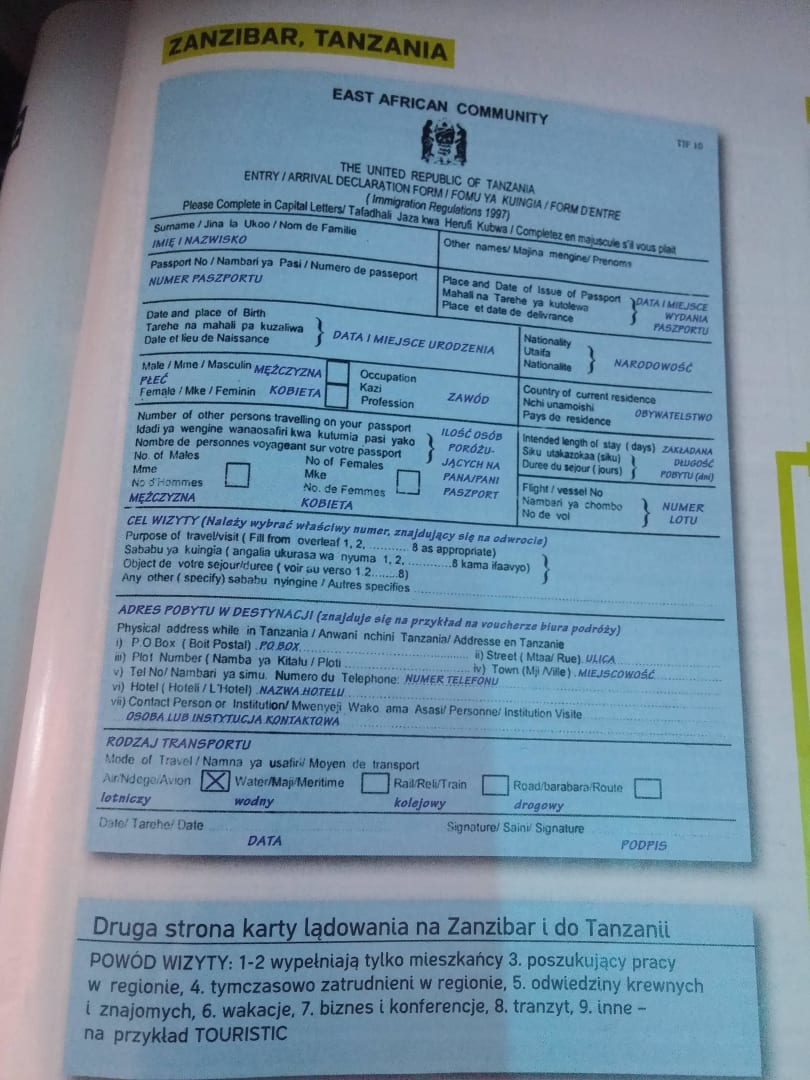 ZANZIBAR, TANZANIA
EAST AFRICAN COMMUNITY
TIF 10
THE UNITED REPUBLIC OF TANZANIA
ENTRY / ARRIVAL DECLARATION FORM / FOMU YA KUINGIA / FORM D'ENTRE
( Immigration Regulations 1997)
Please Complete in Capital Letters/ Tafadhali Jaza kwa Herufi Kubwa / Completez en majuscule s'il vous plait
Surname / Jina la Ukoo / Nom de Familie
IMIĘ I NAZWISKO
Other names/ Majina mengine/ Prenoms
Passport No / Nambari ya Pasi / Numero de passeport
NUMER PASZPORTU
Place and Date of Issue of Passport
Mahali na Tarehe ya kutolewa
Place et date de delivrance
DATA I MIEJSCE
WYDANIA
PASZPORTU
Date and place of Birth
Tarehe na mahali pa kuzaliwa
Date et lieu de Naissance
DATA I MIEJSCE URODZENIA
Nationality
Utaifa
Nationalite
NARODOWOŚĆ
Male / Mme / Masculin MĘŻCZYZNA
PŁEĆ
Female / Mke / Feminin KOBIETA
Occupation
Kazi
Profession
ZAWÓD
Country of current residence
Nchi unamoishi
Pays de residence
OBYWATELSTWO
Number of other persons travelling on your passport
Idadi ya wengine wanaosafiri kwa kutumia pasi yako
Nombre de personnes voyageant sur votre passport
No. of Males
Mme
No d'Hommes
MĘŻCZYZNA
No of Females
Mke
No. de Femmes
KOBIETA
ILOŚĆ OSÓB
PORÓŻU-
JĄCYCH NA
PANA/PANI
PASZPORT
Intended length of stay ( days)
Siku utakazokaa (siku)
Duree du sejour ( jours)
ZAKŁADANA
DŁUGOŚĆ
POBYTU (dni)
Flight / vessel No
Nambari ya chombo
No de vol
NUMER
LOTU
CEL WIZYTY (Należy wybrać właściwy numer, znajdujący się na odwrocie)
Purpose of travel/visit ( Fill from overleaf 1, 2, ........... 8 as appropriate)
Sababu ya kuingia ( angalia ukurasa wa nyuma 1, 2, ............8 kama ifaavyo)
Object de votre sejour/duree ( voir au verso 1.2........8)
Any other ( specify) sababu nyingine / Autres specifies
ADRES POBYTU W DESTYNACJI (znajduje się na przykład na voucherze biura podróży)
Physical address while in Tanzania / Anwani nchini Tanzania/ Addresse en Tanzanie
i) P.O Box ( Boit Postal) .P.O.BOX
ii) Street ( Mtaa/ Rue) .ULICA
iii) Plot Number ( Namba ya Kitalu / Ploti
iv) Town (Mji /Ville) .MIEJSCOWOŚĆ
v) Tel No/ Nambari ya simu. Numero du Telephone: NUMER TELEFONU
vi) Hotel ( Hoteli / L'Hotel) .NAZWA HOTELU
vii) Contact Person or Institution/ Mwenyeji Wako ama Asasi/ Personne/ Institution Visite
OSOBA LUB INSTYTUCJA KONTAKTOWA
RODZAJ TRANSPORTU
Mode of Travel / Namna ya usafiri/ Moyen de transport
Air/Ndege/Avion
Water/Maji/Meritime
Rail/Reli/Train
Road/barabara/Route
lotniczy
wodny
kolejowy
drogowy
Date/ Tarehe/ Date
Signature/ Saini/ Signature
DATA
PODPIS
Druga strona karty lądowania na Zanzibar i do Tanzanii
POWÓD WIZYTY: 1-2 wypełniają tylko mieszkańcy 3. poszukujący pracy
w regionie, 4. tymczasowo zatrudnieni w regionie, 5. odwiedziny krewnych
i znajomych, 6. wakacje, 7. biznes i konferencje, 8. tranzyt, 9. inne –
na przykład TOURISTIC